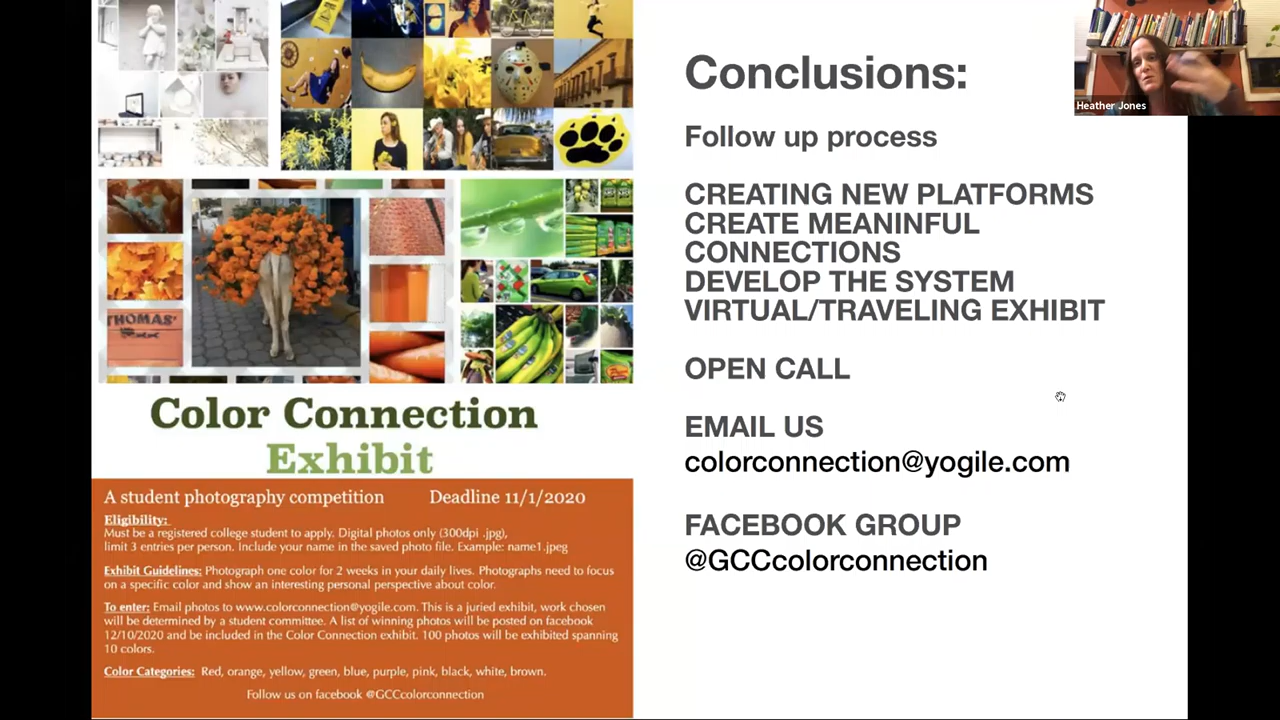 THOMAS'
Color Connection
Exhibit
A student photography competition Deadline 11/1/2020
Eligibility:
Must be a registered college student to apply. Digital photos only (300dpi .jpg),
limit 3 entries per person. Include your name in the saved photo file. Example: name1.jpeg
Exhibit Guidelines: Photograph one color for 2 weeks in your daily lives. Photographs need to focus
on a specific color and show an interesting personal perspective about color.
To enter: Email photos to www.colorconnection@yogile.com. This is a juried exhibit, work chosen
will be determined by a student committee. A list of winning photos will be posted on facebook
12/10/2020 and be included in the Color Connection exhibit. 100 photos will be exhibited spanning
10 colors.
Color Categories: Red, orange, yellow, green, blue, purple, pink, black, white, brown.
Follow us on facebook @GCCcolorconnection
Conclusions:
Follow up process
CREATING NEW PLATFORMS
CREATE MEANINFUL
CONNECTIONS
DEVELOP THE SYSTEM
VIRTUAL/TRAVELING EXHIBIT
OPEN CALL
EMAIL US
colorconnection@yogile.com
FACEBOOK GROUP
@GCCcolorconnection
Heather Jones